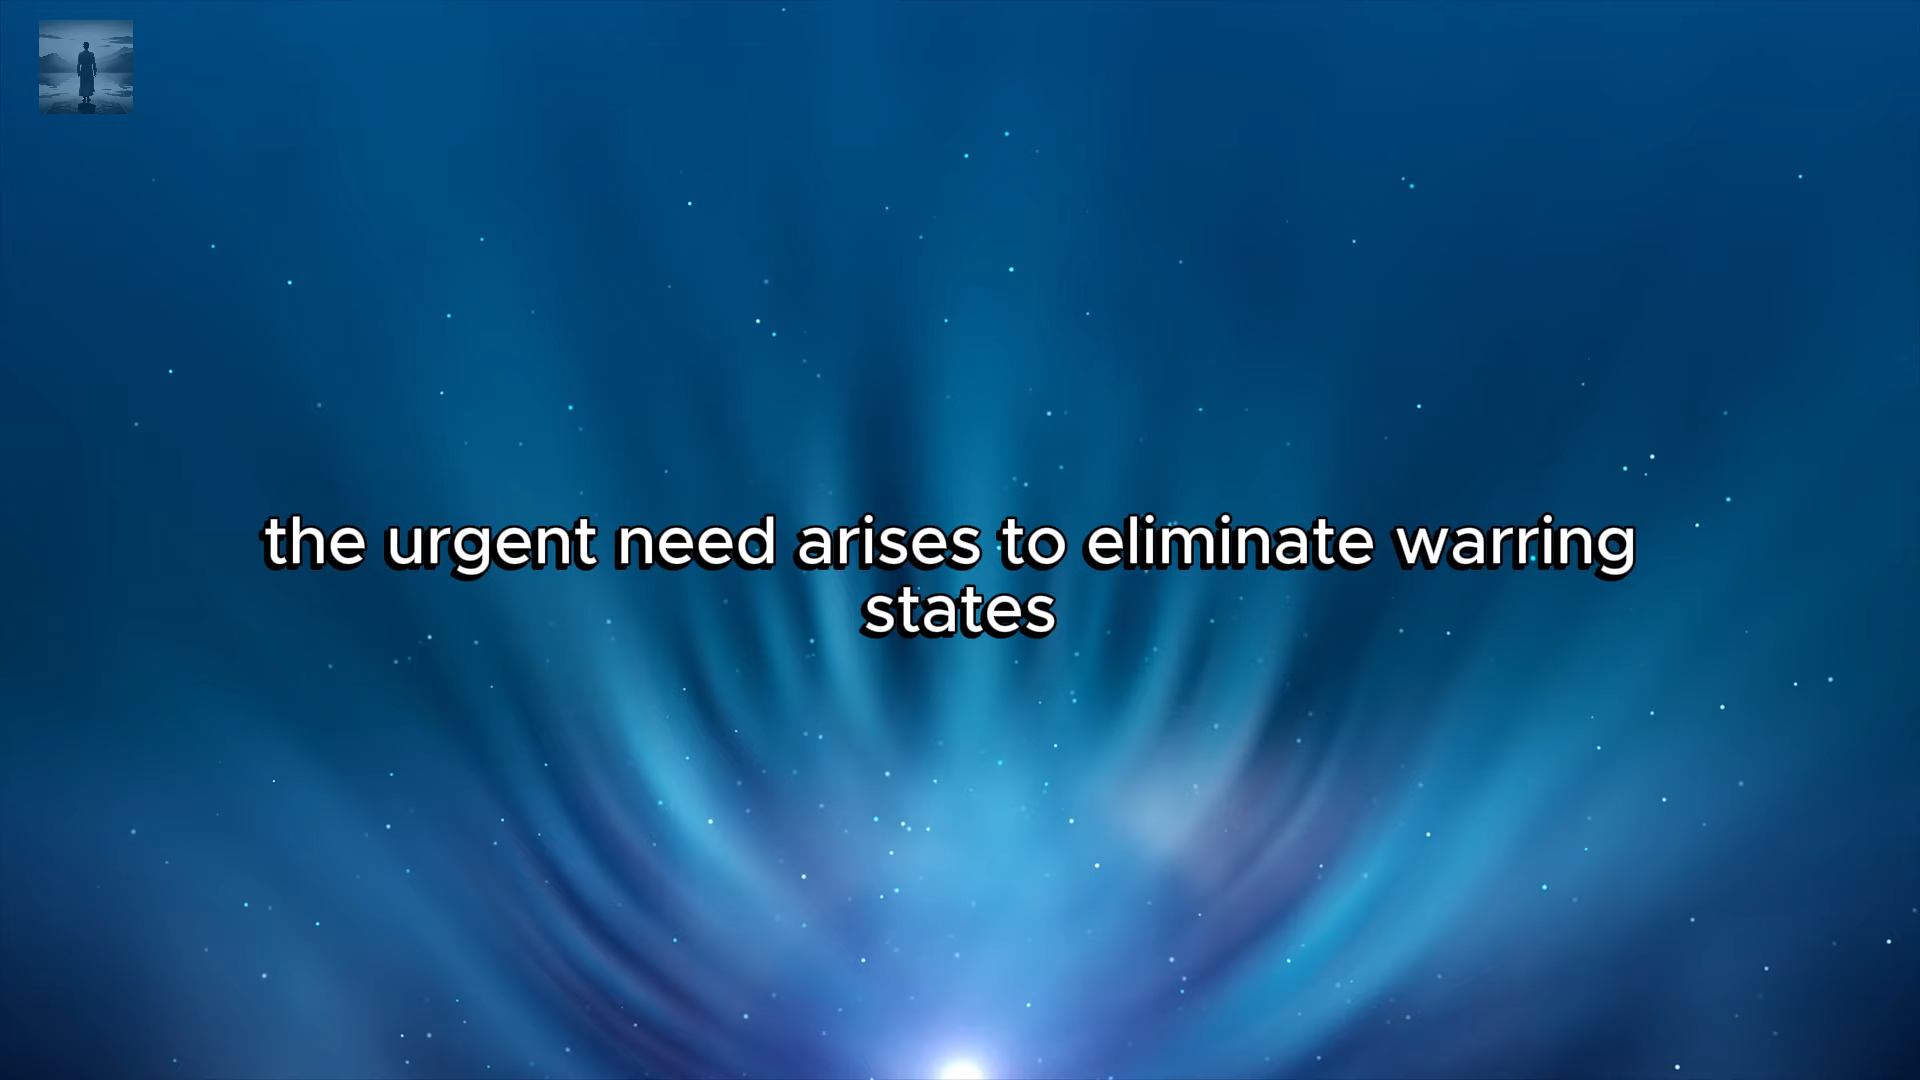 the urgent need arises to eliminate warring
states